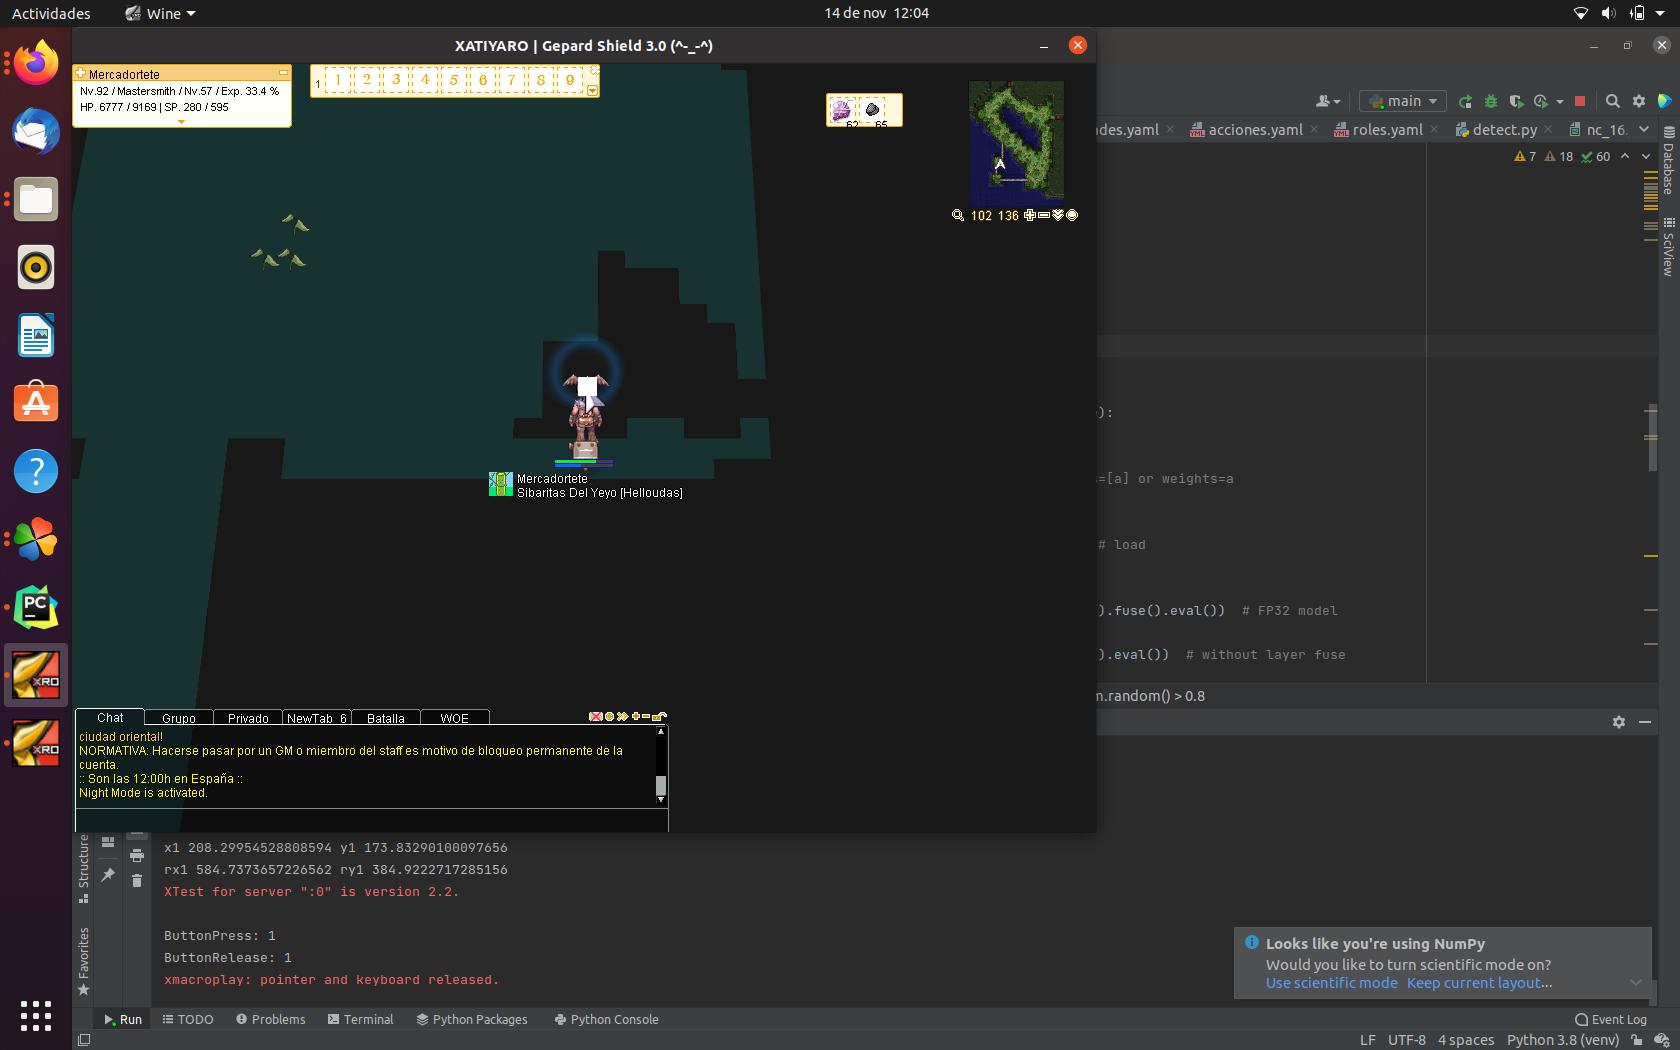 Actividades
Wine
14 de nov 12:04
XATIYARO | Gepard Shield 3.0 (^-_-^)
Mercadortete
Nv.92 / Mastersmith / Nv.57 / Exp. 33.4 %
HP. 6777 / 9169 | SP. 280 / 595
1 1 2 3 4 5 6 7 8 9
62 65
102 136
main
des.yaml
acciones.yaml
roles.yaml
detect.py
nc_16.
7 18 60
Database
SciView
):
=[a] or weights=a
# load
).fuse().eval()) # FP32 model
).eval()) # without layer fuse
m.random() > 0.8
Mercadortete
Sibaritas Del Yeyo [Helloudas]
Chat Grupo Privado NewTab_6 Batalla WOE
ciudad oriental!
NORMATIVA: Hacerse pasar por un GM o miembro del staff es motivo de bloqueo permanente de la
cuenta.
:: Son las 12:00h en España ::
Night Mode is activated.
PC
XRO
XRO
Structure
Favorites
x1 208.29954528808594 y1 173.83290100097656
rx1 584.7373657226562 ry1 384.9222717285156
XTest for server ":0" is version 2.2.
ButtonPress: 1
ButtonRelease: 1
xmacroplay: pointer and keyboard released.
Looks like you're using NumPy
Would you like to turn scientific mode on?
Use scientific mode Keep current layout...
Run TODO Problems Terminal Python Packages Python Console
Event Log
LF UTF-8 4 spaces Python 3.8 (venv)